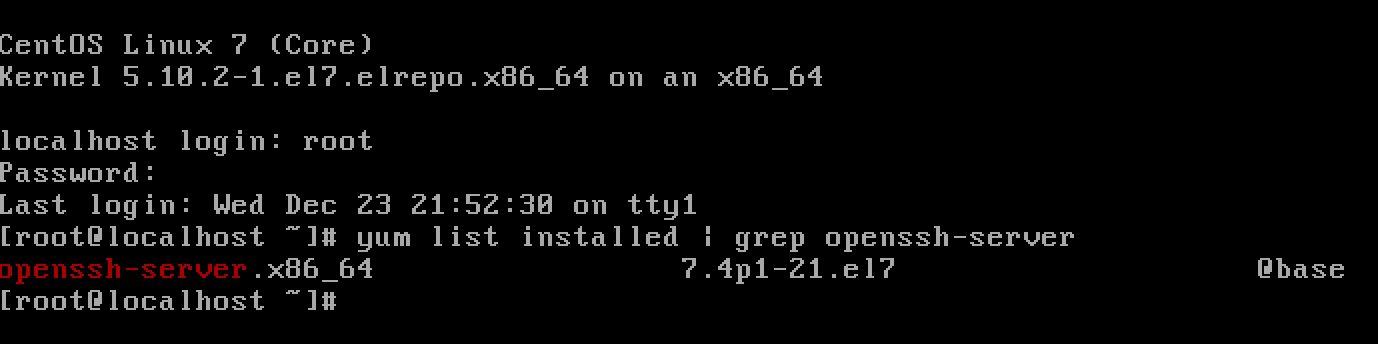 CentOS Linux 7 (Core)
Kernel 5.10.2-1.el7.elrepo.x86_64 on an x86_64
localhost login: root
Password:
Last login: Wed Dec 23 21:52:30 on tty1
[root@localhost ~]# yum list installed | grep openssh-server
openssh-server.x86_64 7.4p1-21.el7 @base
[root@localhost ~]#